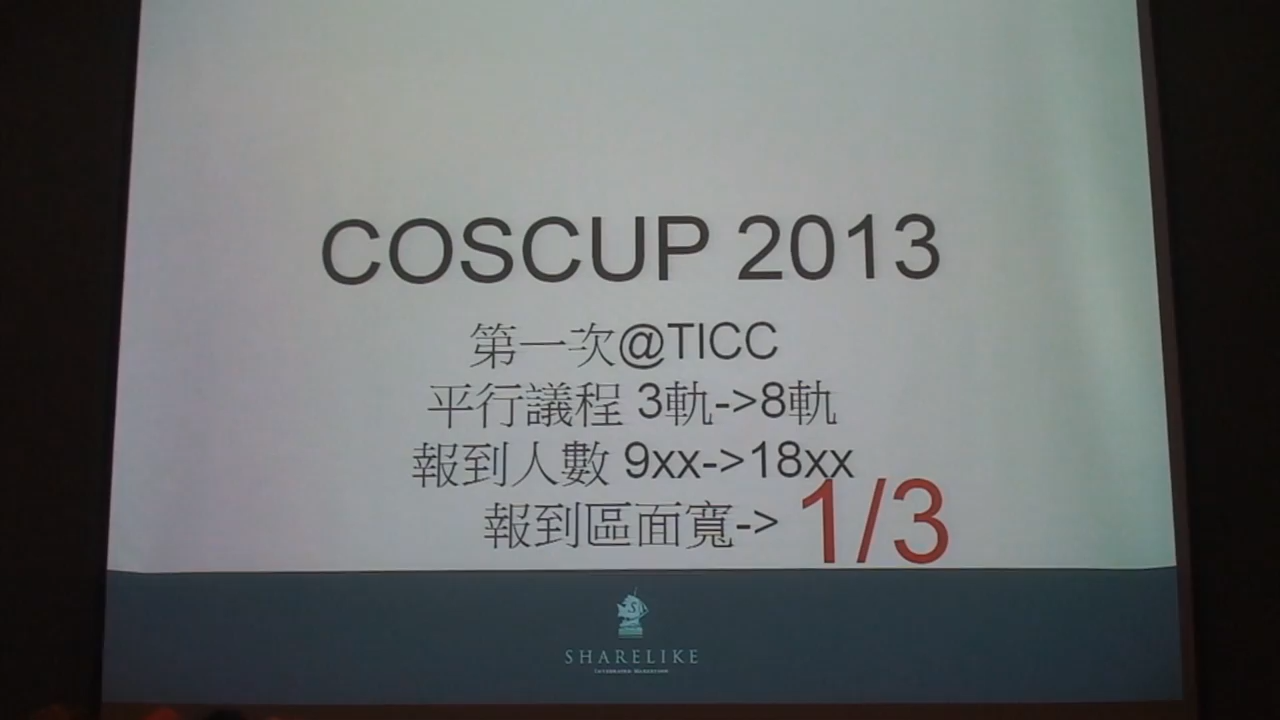 COSCUP 2013
第一次@TICC
平行議程 3軌->8軌
報到人數 9xx->18xx
報到區面寬-> 1/3
SHARELIKE